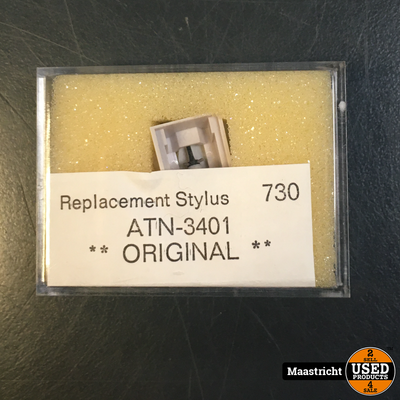 Replacement Stylus 730
ATN-3401
** ORIGINAL **
Maastricht
2
SELL
USED
PRODUCTS
4
SALE